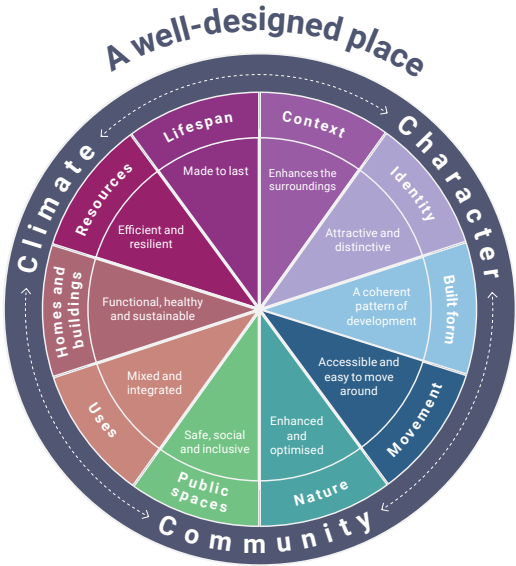 A well-designed place
Climate
Character
Community
Lifespan
Made to last
Context
Enhances the
surroundings
Identity
Attractive and
distinctive
Built form
A coherent
pattern of
development
Movement
Accessible and
easy to move
around
Nature
Enhanced
and
optimised
Public
spaces
Safe, social
and inclusive
Uses
Mixed and
integrated
Homes and
buildings
Functional, healthy
and sustainable
Resources
Efficient and
resilient